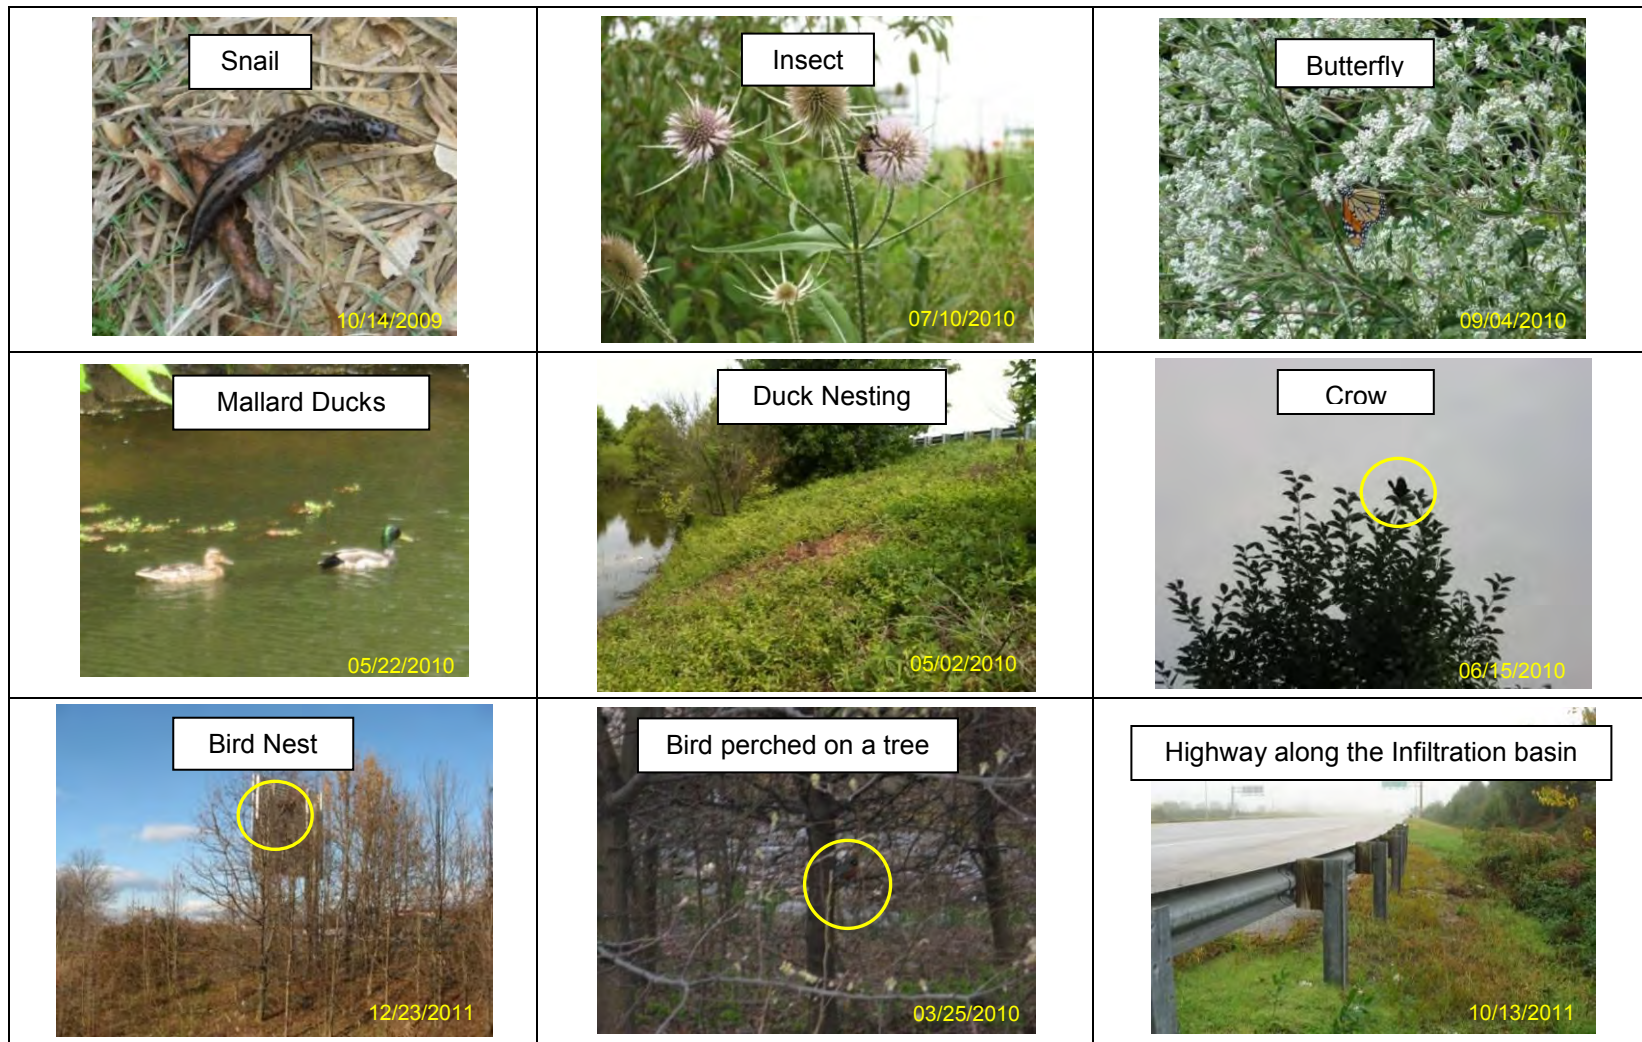 Snail
10/14/2009
Insect
07/10/2010
Butterfly
09/04/2010
Mallard Ducks
05/22/2010
Duck Nesting
05/02/2010
Crow
06/15/2010
Bird Nest
12/23/2011
Bird perched on a tree
03/25/2010
Highway along the Infiltration basin
10/13/2011